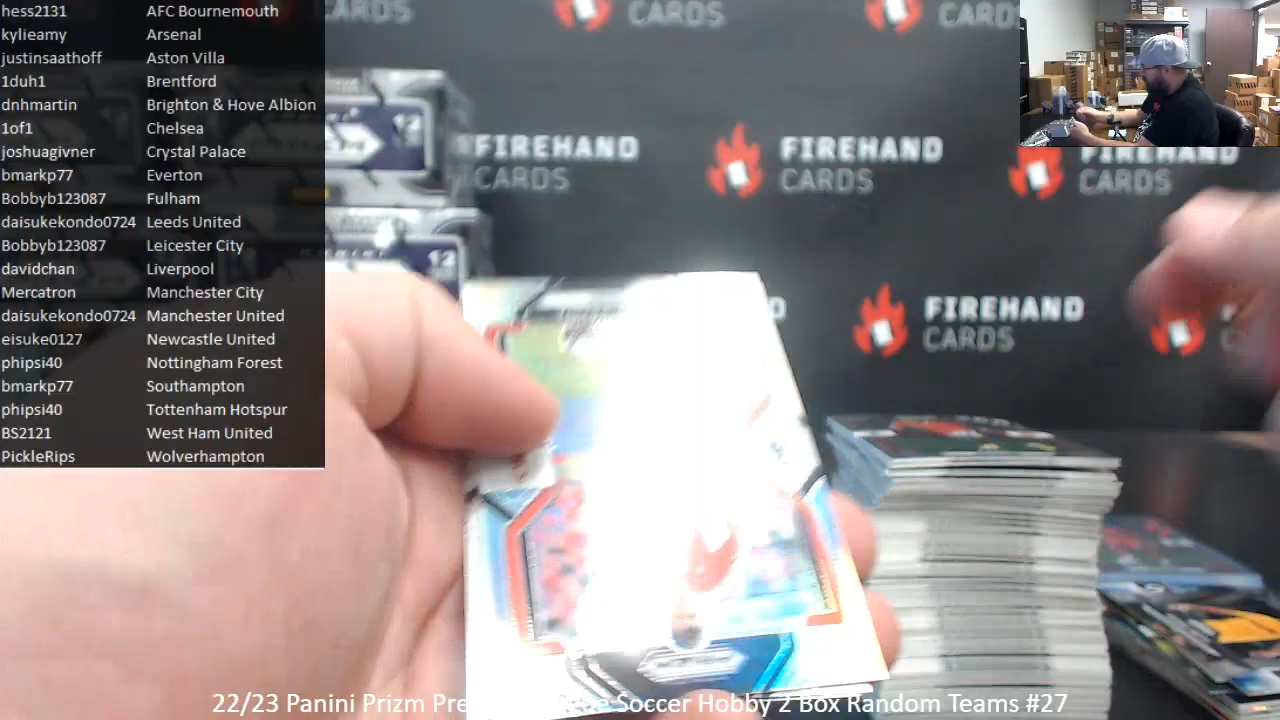 hess2131 AFC Bournemouth
kylieamy Arsenal
justinsaathoff Aston Villa
1duh1 Brentford
dnhmartin Brighton & Hove Albion
1of1 Chelsea
joshuagivner Crystal Palace
bmarkp77 Everton
Bobbyb123087 Fulham
daisukekondo0724 Leeds United
Bobbyb123087 Leicester City
davidchan Liverpool
Mercatron Manchester City
daisukekondo0724 Manchester United
eisuke0127 Newcastle United
phipsi40 Nottingham Forest
bmarkp77 Southampton
phipsi40 Tottenham Hotspur
BS2121 West Ham United
PickleRips Wolverhampton
CARDS
CARDS
CARDS
FIREHAND
CARDS
FIREHAND
CARDS
CARDS
FIREHAND
CARDS
12
12
22/23 Panini Prizm Soccer Hobby 2 Box Random Teams #27